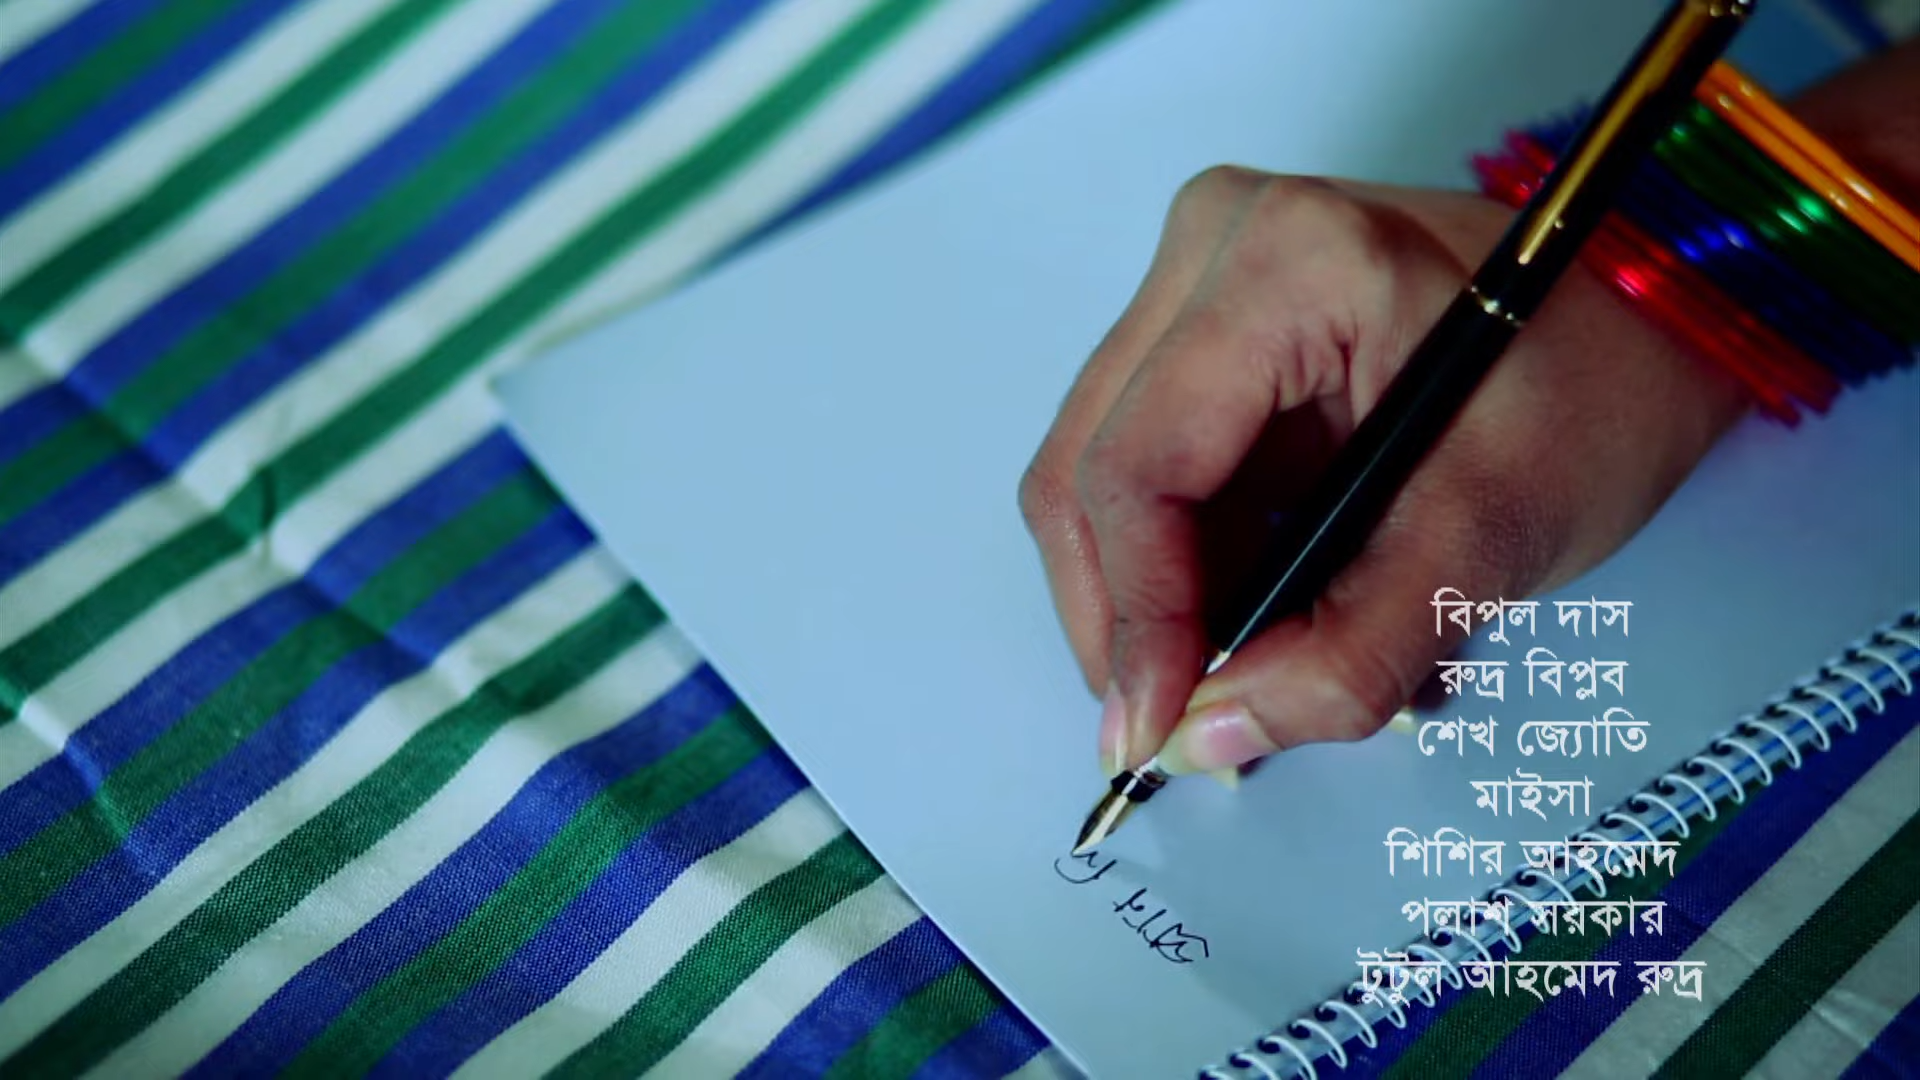 বিপুল দাস
রুদ্র বিপ্লব
শেখ জ্যোতি
মাইসা
শিশির আহমেদ
পলাশ সরকার
টুটুল আহমেদ রুদ্র